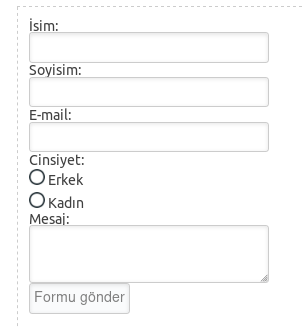 İsim:
Soyisim:
E-mail:
Cinsiyet:
Erkek
Kadın
Mesaj:
Formu gönder